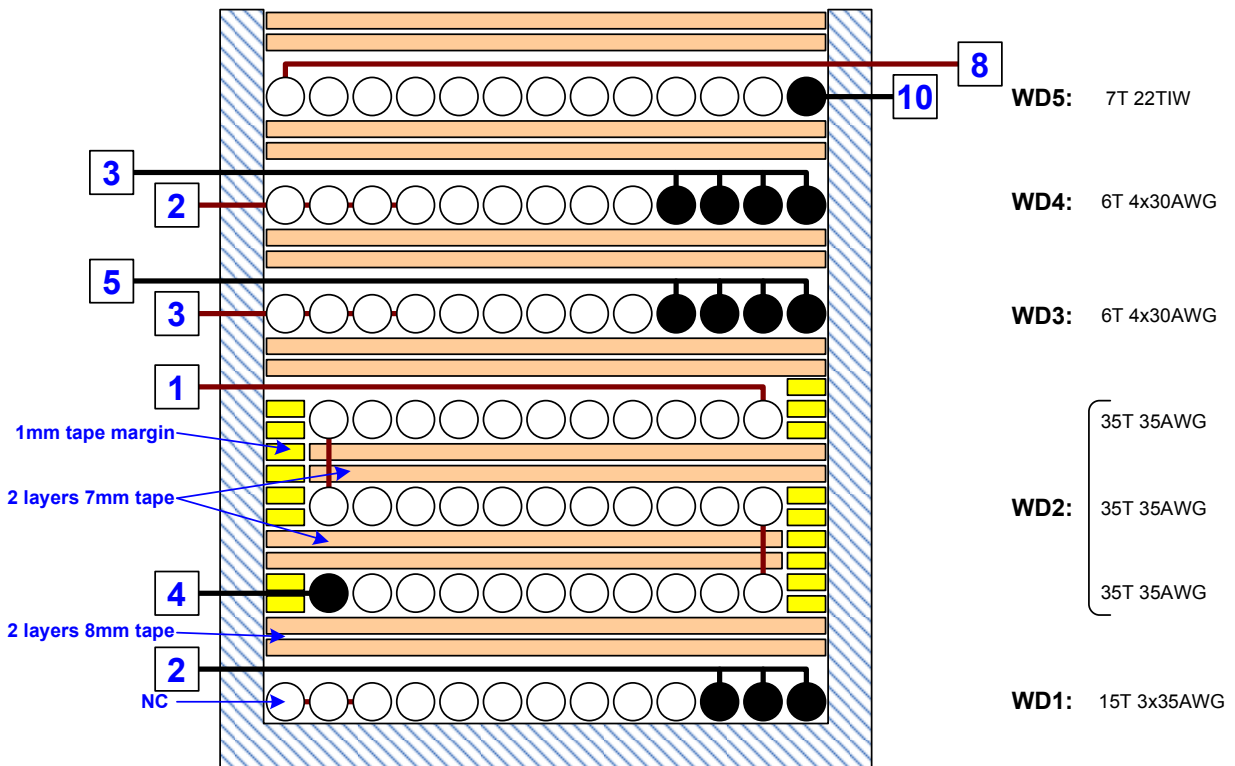 8
10
WD5: 7T 22TIW
3
2
WD4: 6T 4x30AWG
5
3
WD3: 6T 4x30AWG
1
35T 35AWG
1mm tape margin
2 layers 7mm tape
WD2: 35T 35AWG
4
35T 35AWG
2 layers 8mm tape
2
NC
WD1: 15T 3x35AWG